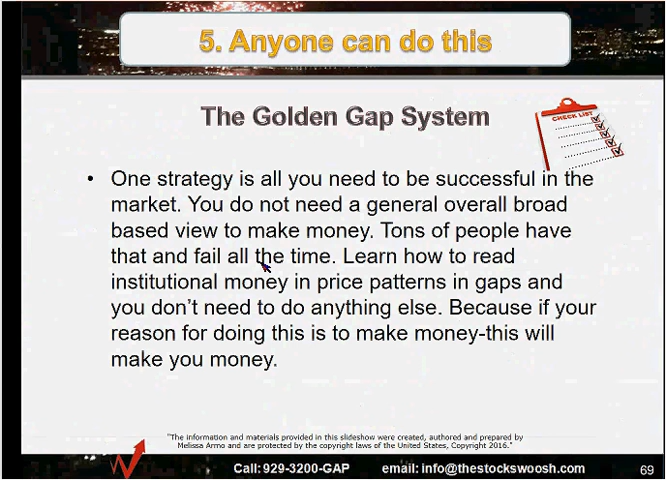 5. Anyone can do this
The Golden Gap System
CHECK LIST
• One strategy is all you need to be successful in the
market. You do not need a general overall broad
based view to make money. Tons of people have
that and fail all the time. Learn how to read
institutional money in price patterns in gaps and
you don't need to do anything else. Because if your
reason for doing this is to make money-this will
make you money.
"The information and materials provided in this slideshow were created, authored and prepared by
Melissa Armo and are protected by the copyright laws of the United States, Copyright 2016."
Call: 929-3200-GAP email: info@thestockswoosh.com
69